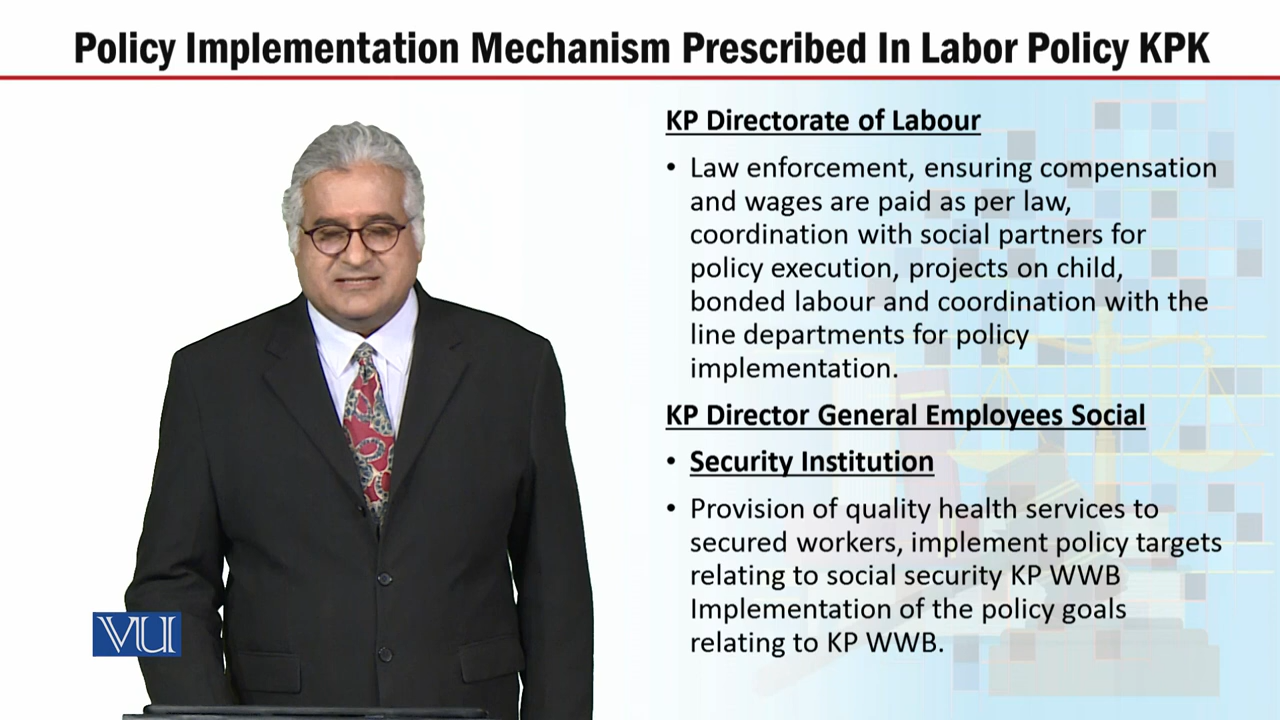 Policy Implementation Mechanism Prescribed In Labor Policy KPK
KP Directorate of Labour
• Law enforcement, ensuring compensation
and wages are paid as per law,
coordination with social partners for
policy execution, projects on child,
bonded labour and coordination with the
line departments for policy
implementation.
KP Director General Employees Social
• Security Institution
• Provision of quality health services to
secured workers, implement policy targets
relating to social security KP WWB
Implementation of the policy goals
relating to KP WWB.
VU